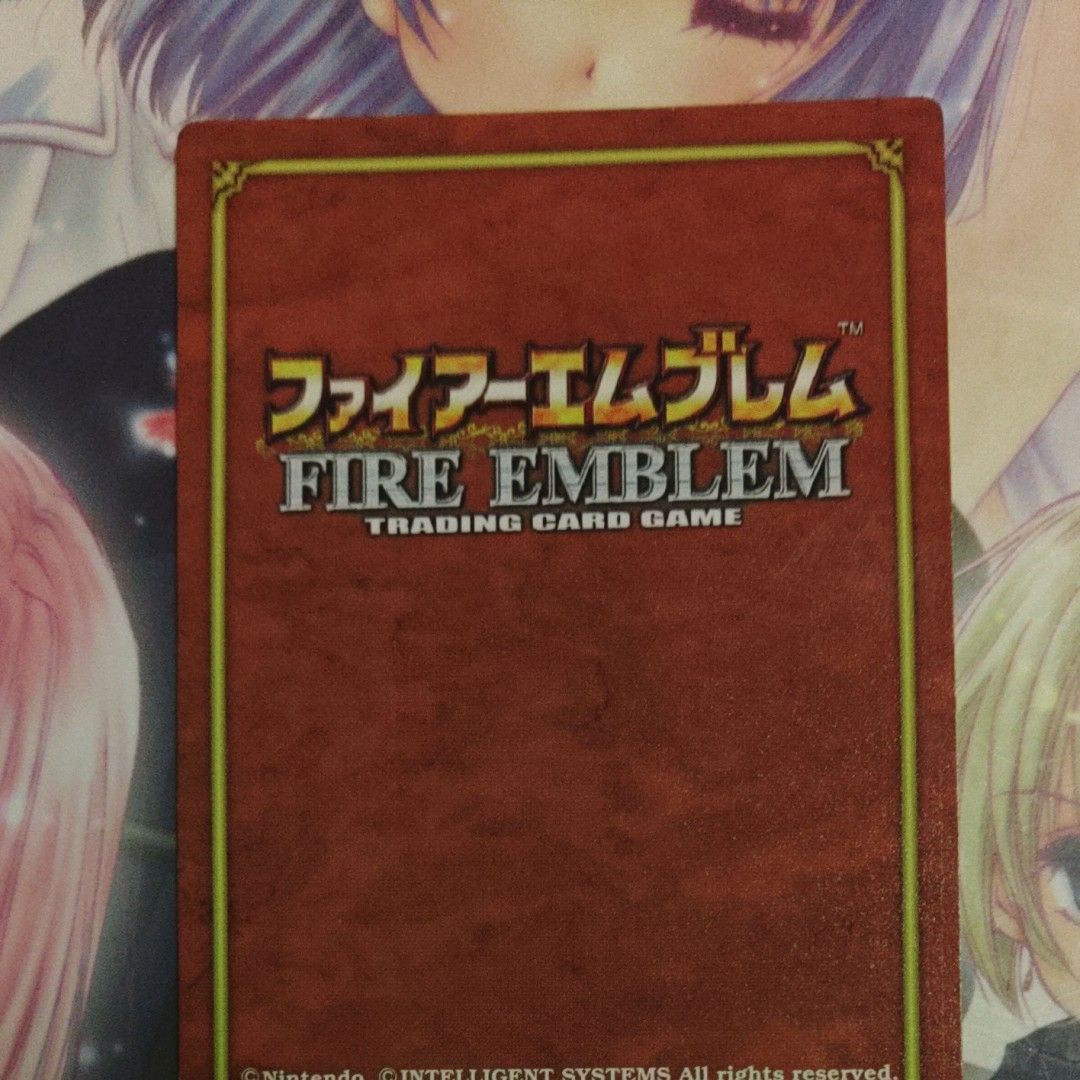 ファイアーエムブレム™
FIRE EMBLEM
TRADING CARD GAME
©Nintendo ©INTELLIGENT SYSTEMS All rights reserved.